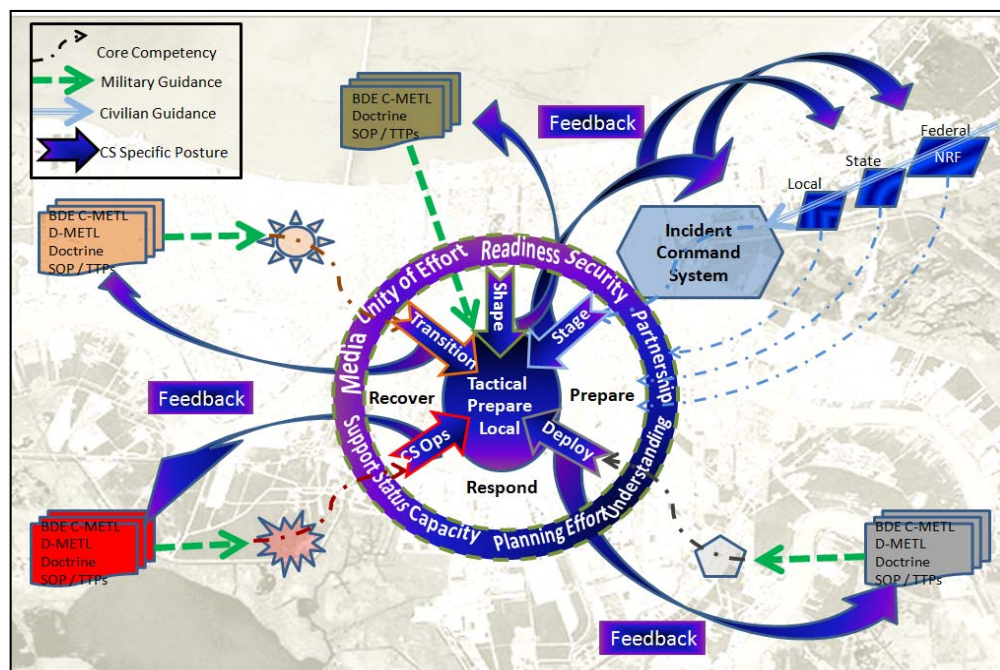 Core Competency
Military Guidance
Civilian Guidance
CS Specific Posture
BDE C-METL
Doctrine
SOP / TTPs
Feedback
Federal
NRF
State
Local
Incident
Command
System
BDE C-METL
D-METL
Doctrine
SOP / TTPs
Media Unity of Effort Readiness Security Partnership
Shape
Transition
Stage
Recover
Tactical
Prepare
Local
Prepare
Feedback
CS Ops
Deploy
Respond
Support Status Capacity Planning Effort Understanding
BDE C-METL
D-METL
Doctrine
SOP / TTPs
BDE C-METL
D-METL
Doctrine
SOP / TTPs
Feedback